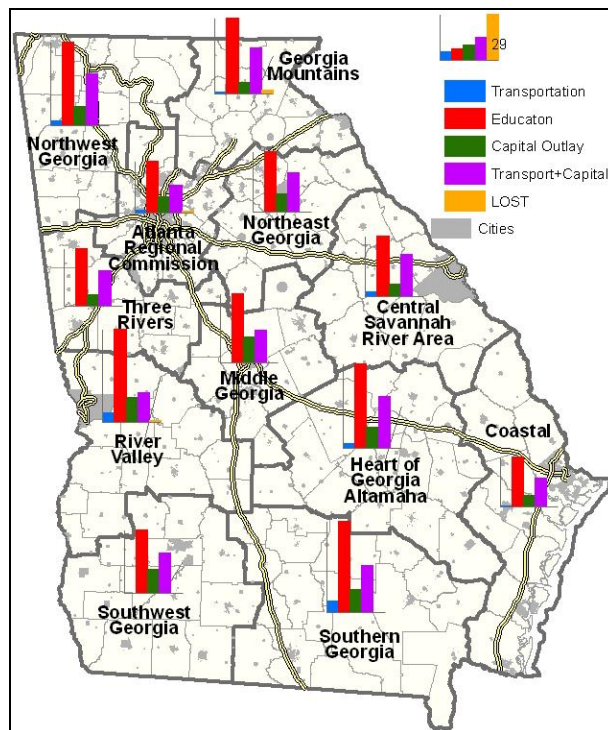 29
Transportation
Educaton
Capital Outlay
Transport+Capital
LOST
Cities
Georgia
Mountains
Northwest
Georgia
Northeast
Georgia
Atlanta
Regional
Commission
Three
Rivers
Central
Savannah
River Area
Middle
Georgia
River
Valley
Heart of
Georgia
Altamaha
Coastal
Southwest
Georgia
Southern
Georgia